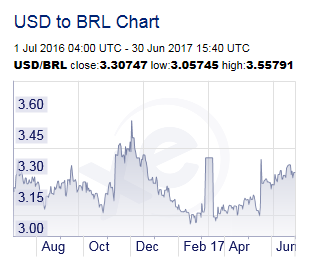 USD to BRL Chart
1 Jul 2016 04:00 UTC - 30 Jun 2017 15:40 UTC
USD/BRL close:3.30747 low:3.05745 high:3.55791
3.60
3.45
3.30
3.15
3.00
xe
Aug Oct Dec Feb 17 Apr Jun